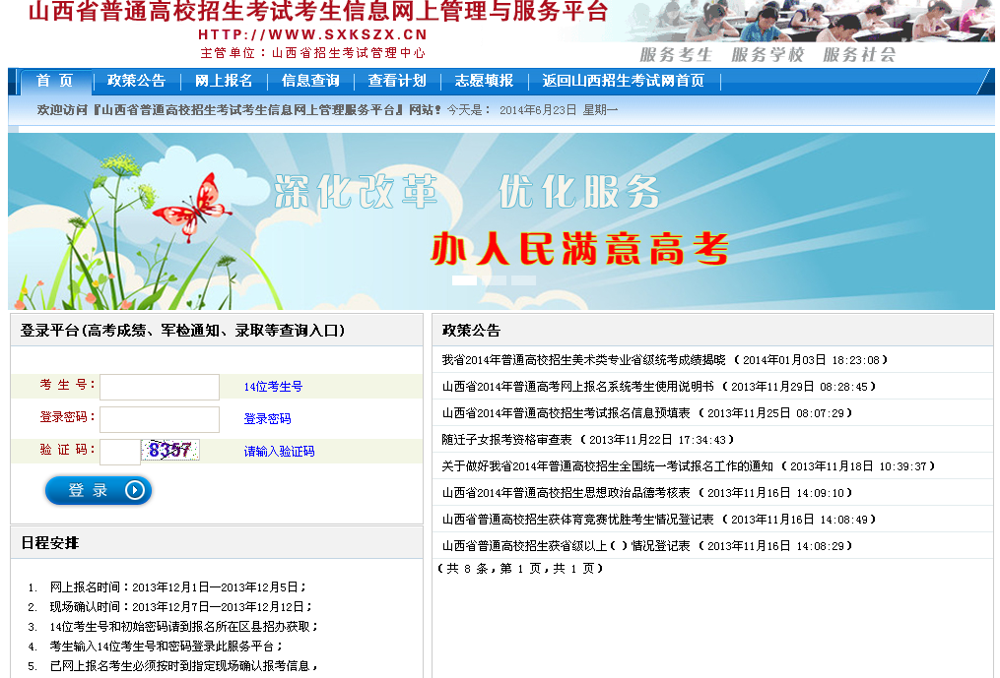 山西省普通高校招生考试考生信息网上管理与服务平台
HTTP://WWW.SXKSZX.CN
主管单位：山西省招生考试管理中心
服务考生 服务学校 服务社会
首 页 政策公告 网上报名 信息查询 查看计划 志愿填报 返回山西招生考试网首页
欢迎访问『山西省普通高校招生考试考生信息网上管理服务平台』网站! 今天是： 2014年6月23日 星期一
深化改革 优化服务
办人民满意高考
登录平台(高考成绩、军检通知、录取等查询入口)
考 生 号： 14位考生号
登录密码： 登录密码
验 证 码： 8357 请输入验证码
登 录
日程安排
1. 网上报名时间：2013年12月1日—2013年12月5日；
2. 现场确认时间：2013年12月7日—2013年12月12日；
3. 14位考生号和初始密码请到报名所在区县招办获取；
4. 考生输入14位考生号和密码登录此服务平台；
5. 已网上报名考生必须按时到指定现场确认报考信息，
政策公告
我省2014年普通高校招生美术类专业省级统考成绩揭晓 （2014年01月03日 18:23:08）
山西省2014年普通高考网上报名系统考生使用说明书 （2013年11月29日 08:28:45）
山西省2014年普通高校招生考试报名信息预填表 （2013年11月25日 08:07:29）
随迁子女报考资格审查表 （2013年11月22日 17:34:43）
关于做好我省2014年普通高校招生全国统一考试报名工作的通知 （2013年11月18日 10:39:37）
山西省2014年普通高校招生思想政治品德考核表 （2013年11月16日 14:09:10）
山西省普通高校招生获体育竞赛优胜考生情况登记表 （2013年11月16日 14:08:49）
山西省普通高校招生获省级以上( )情况登记表 （2013年11月16日 14:08:29）
(共 8 条,第 1 页,共 1 页)